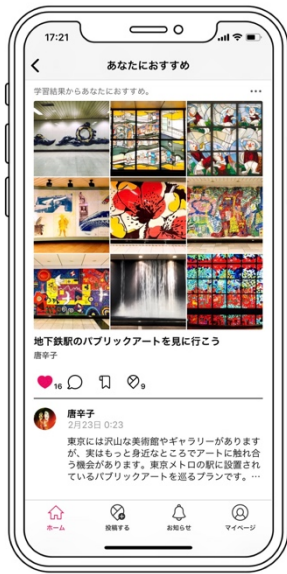 17:21
あなたにおすすめ
学習結果からあなたにおすすめ。
地下鉄駅のパブリックアートを見に行こう
唐辛子
16
9
唐辛子
2月23日 0:23
東京には沢山な美術館やギャラリーがあります
が、実はもっと身近なところでアートに触れ合
う機会があります。東京メトロの駅に設置され
ているパブリックアートを巡るプランです。…
ホーム
投稿する
お知らせ
マイページ